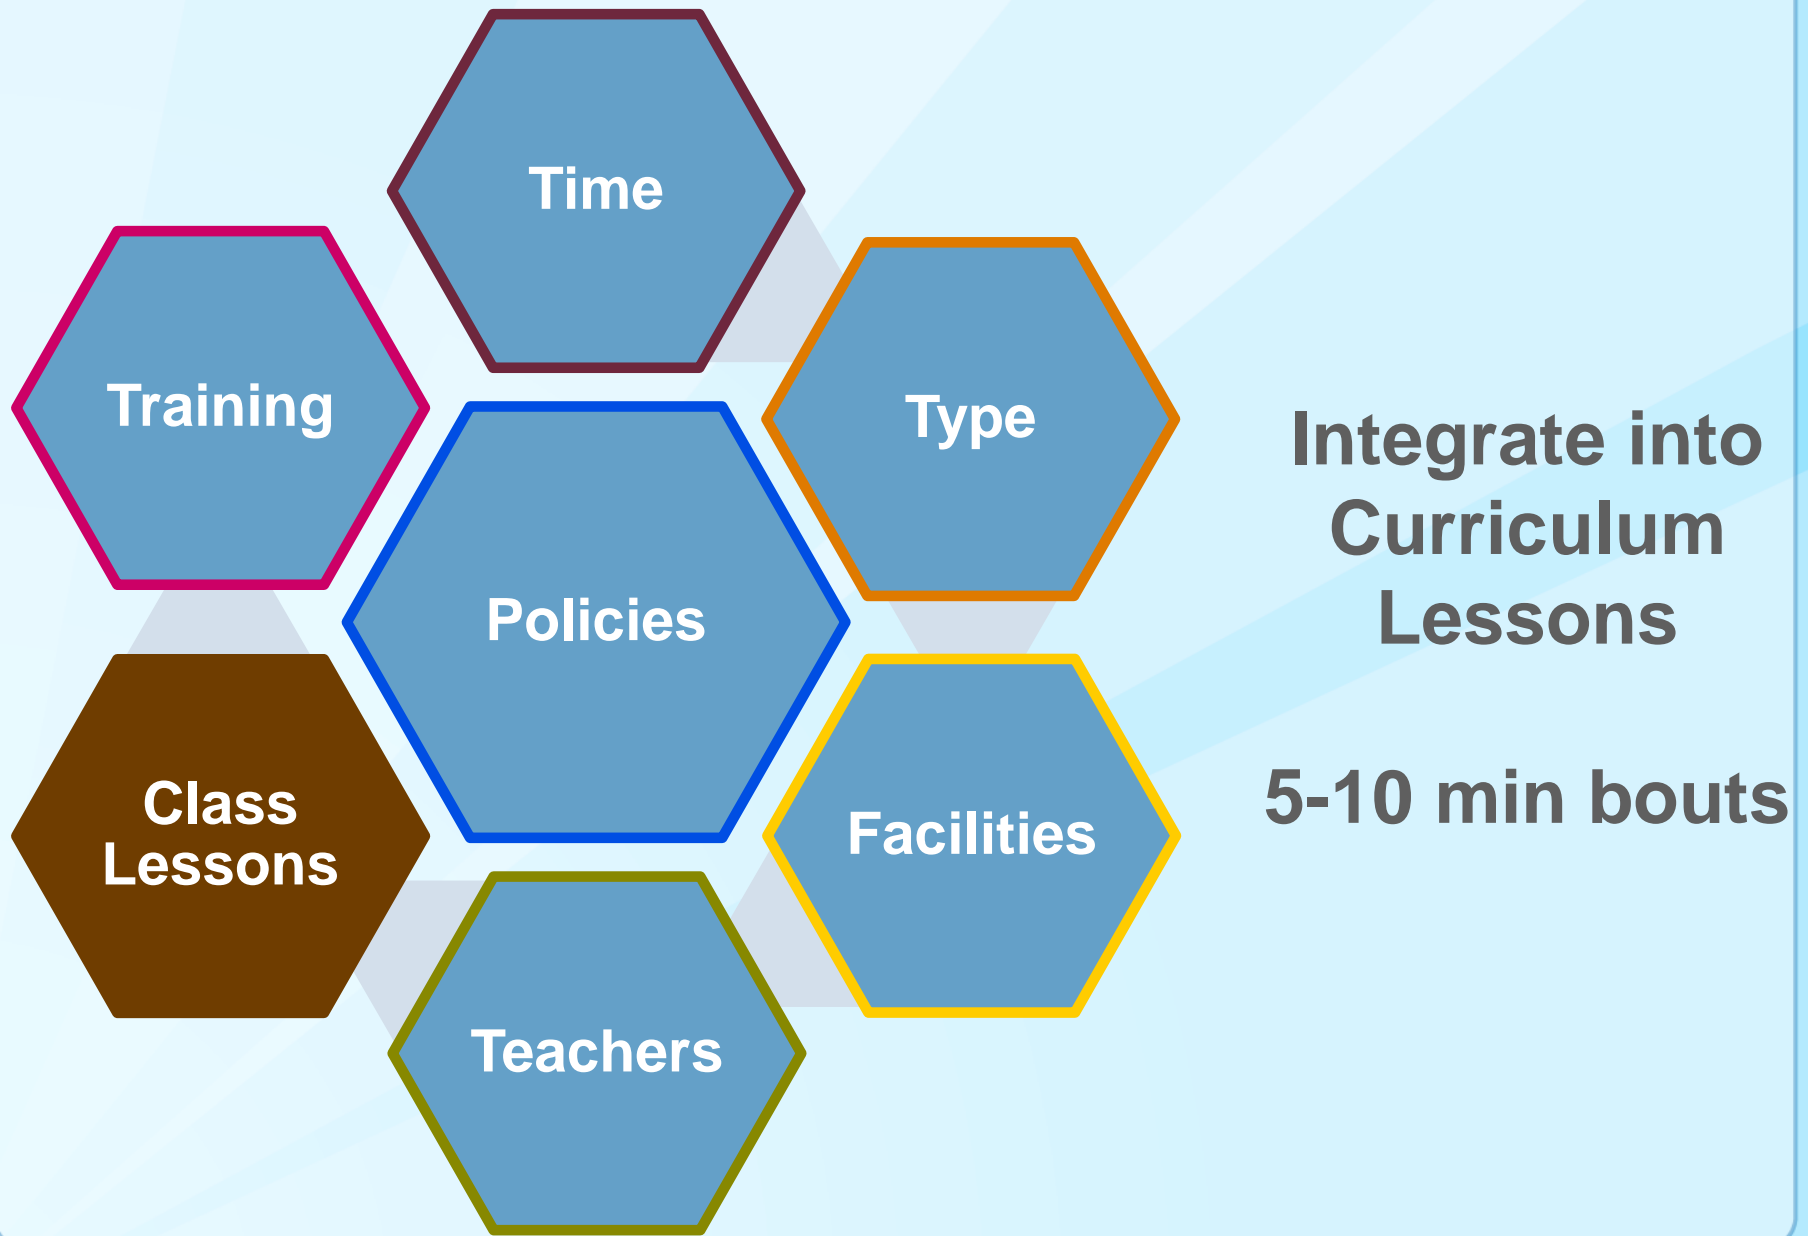 Time
Training
Type
Policies
Class
Lessons
Facilities
Teachers
Integrate into
Curriculum
Lessons
5-10 min bouts